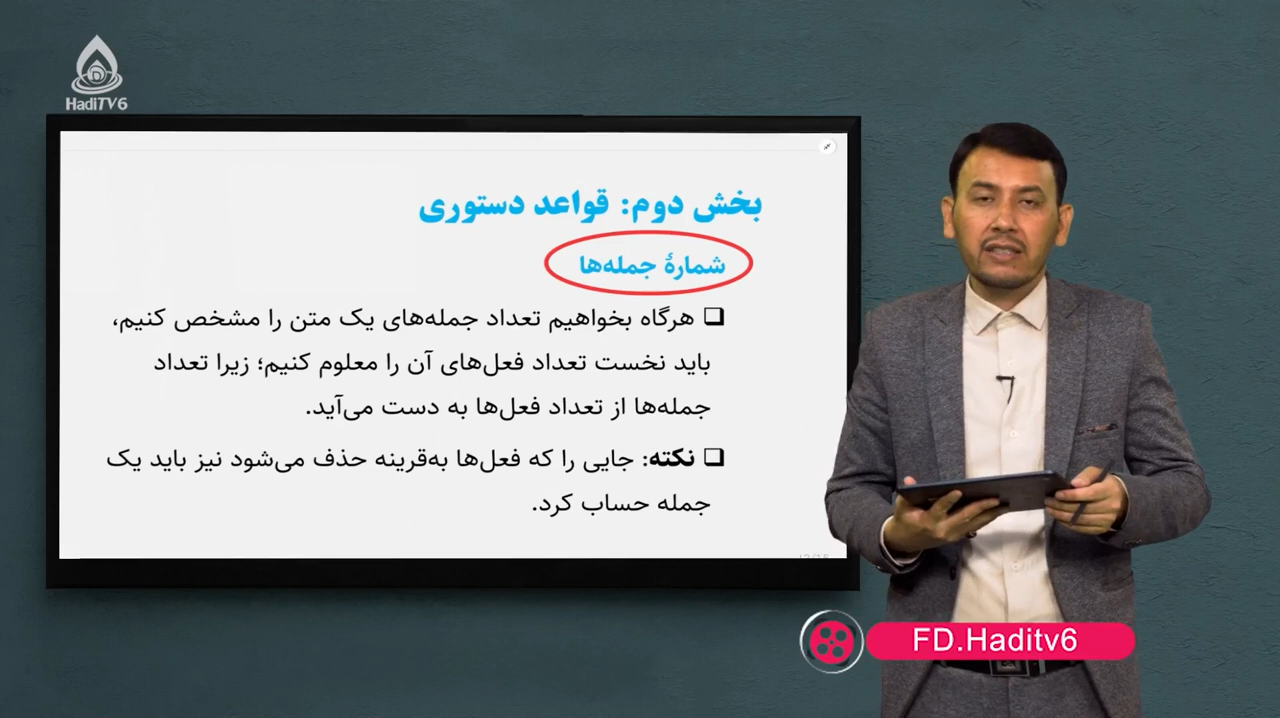 HadiTV6
بخش دوم: قواعد دستوری
شمارهٔ جمله‌ها
❑ هرگاه بخواهیم تعداد جمله‌های یک متن را مشخص کنیم،
باید نخست تعداد فعل‌های آن را معلوم کنیم؛ زیرا تعداد
جمله‌ها از تعداد فعل‌ها به دست می‌آید.
❑ نکته: جایی را که فعل‌ها به‌قرینه حذف می‌شود نیز باید یک
جمله حساب کرد.
FD.Haditv6